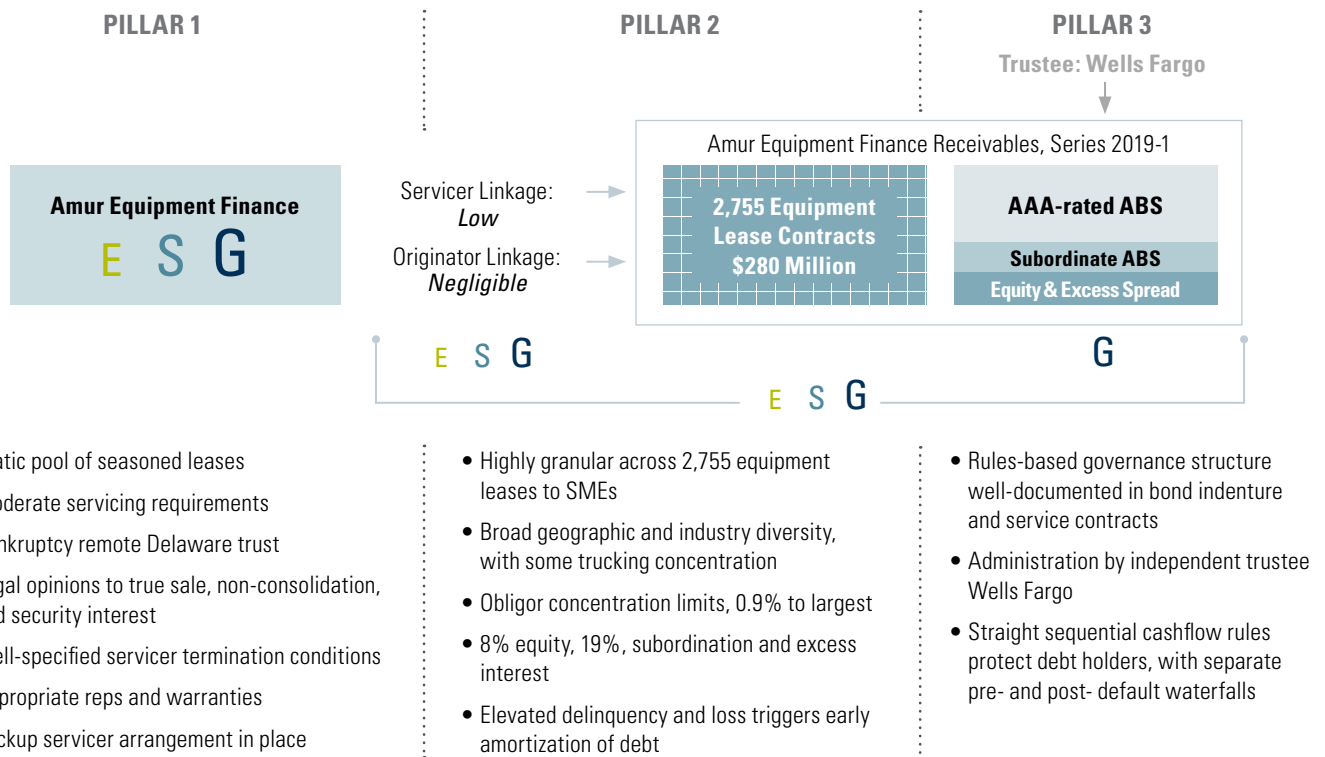 PILLAR 1
PILLAR 2
PILLAR 3
Trustee: Wells Fargo
Amur Equipment Finance
E S G
Servicer Linkage:
Low
Originator Linkage:
Negligible
Amur Equipment Finance Receivables, Series 2019-1
2,755 Equipment
Lease Contracts
$280 Million
AAA-rated ABS
Subordinate ABS
Equity & Excess Spread
E S G
G
E S G
atic pool of seasoned leases
oderate servicing requirements
nkruptcy remote Delaware trust
gal opinions to true sale, non-consolidation,
d security interest
ell-specified servicer termination conditions
propriate reps and warranties
ckup servicer arrangement in place
• Highly granular across 2,755 equipment
leases to SMEs
• Broad geographic and industry diversity,
with some trucking concentration
• Obligor concentration limits, 0.9% to largest
• 8% equity, 19%, subordination and excess
interest
• Elevated delinquency and loss triggers early
amortization of debt
• Rules-based governance structure
well-documented in bond indenture
and service contracts
• Administration by independent trustee
Wells Fargo
• Straight sequential cashflow rules
protect debt holders, with separate
pre- and post- default waterfalls